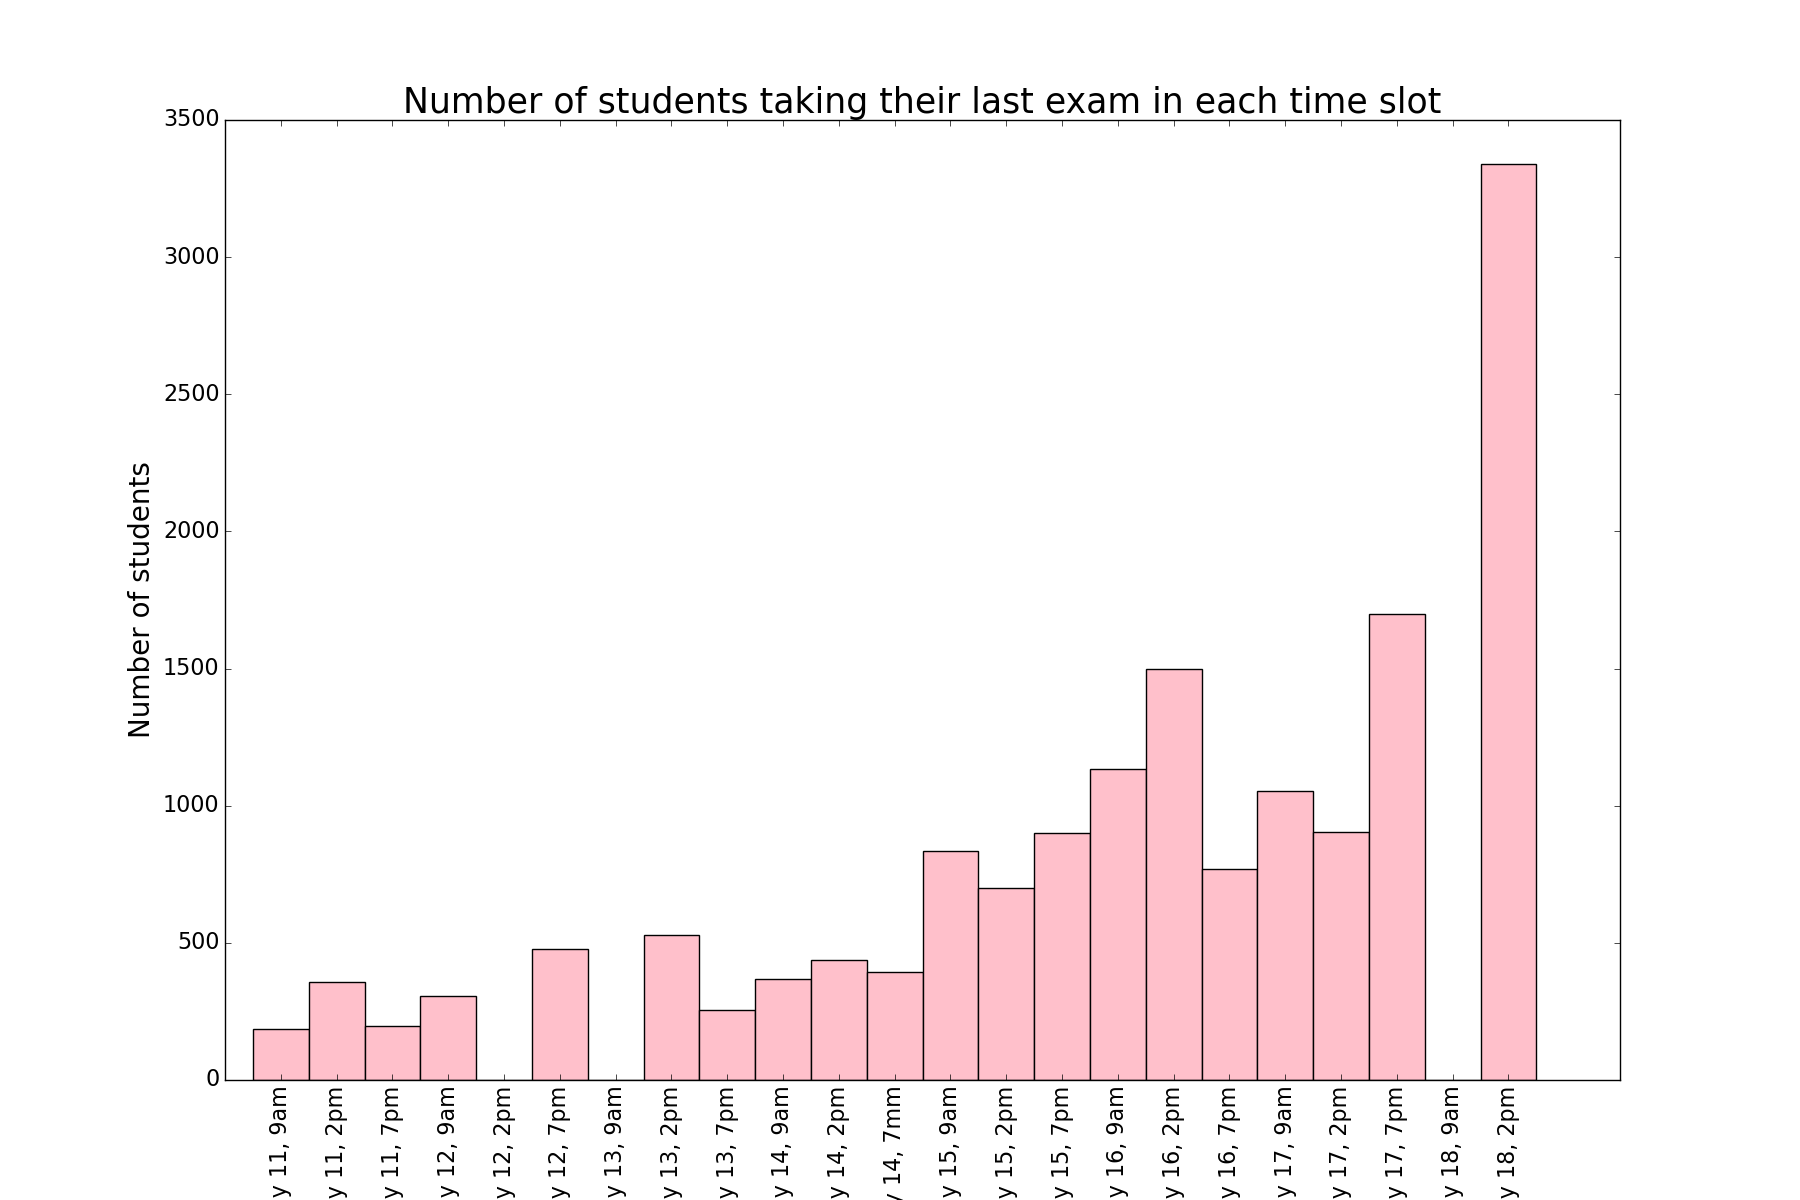 Number of students taking their last exam in each time slot
3500
3000
2500
2000
1500
1000
500
0
Number of students
y 11, 9am
y 11, 2pm
y 11, 7pm
y 12, 9am
y 12, 2pm
y 12, 7pm
y 13, 9am
y 13, 2pm
y 13, 7pm
y 14, 9am
y 14, 2pm
y 14, 7mm
y 15, 9am
y 15, 2pm
y 15, 7pm
y 16, 9am
y 16, 2pm
y 16, 7pm
y 17, 9am
y 17, 2pm
y 17, 7pm
y 18, 9am
y 18, 2pm